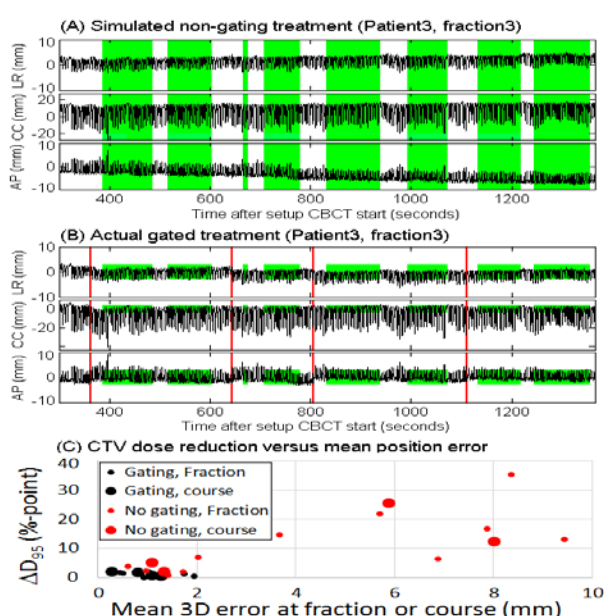 (A) Simulated non-gating treatment (Patient3, fraction3)
10
0
-10
LR (mm)
20
0
-20
CC (mm)
10
0
-10
AP (mm)
400 600 800 1000 1200
Time after setup CBCT start (seconds)
(B) Actual gated treatment (Patient3, fraction3)
10
0
-10
LR (mm)
0
-20
CC (mm)
10
0
-10
AP (mm)
400 600 800 1000 1200
Time after setup CBCT start (seconds)
(C) CTV dose reduction versus mean position error
40
30
20
10
0
ΔD95 (%-point)
Gating, Fraction
Gating, course
No gating, Fraction
No gating, course
0 2 4 6 8 10
Mean 3D error at fraction or course (mm)